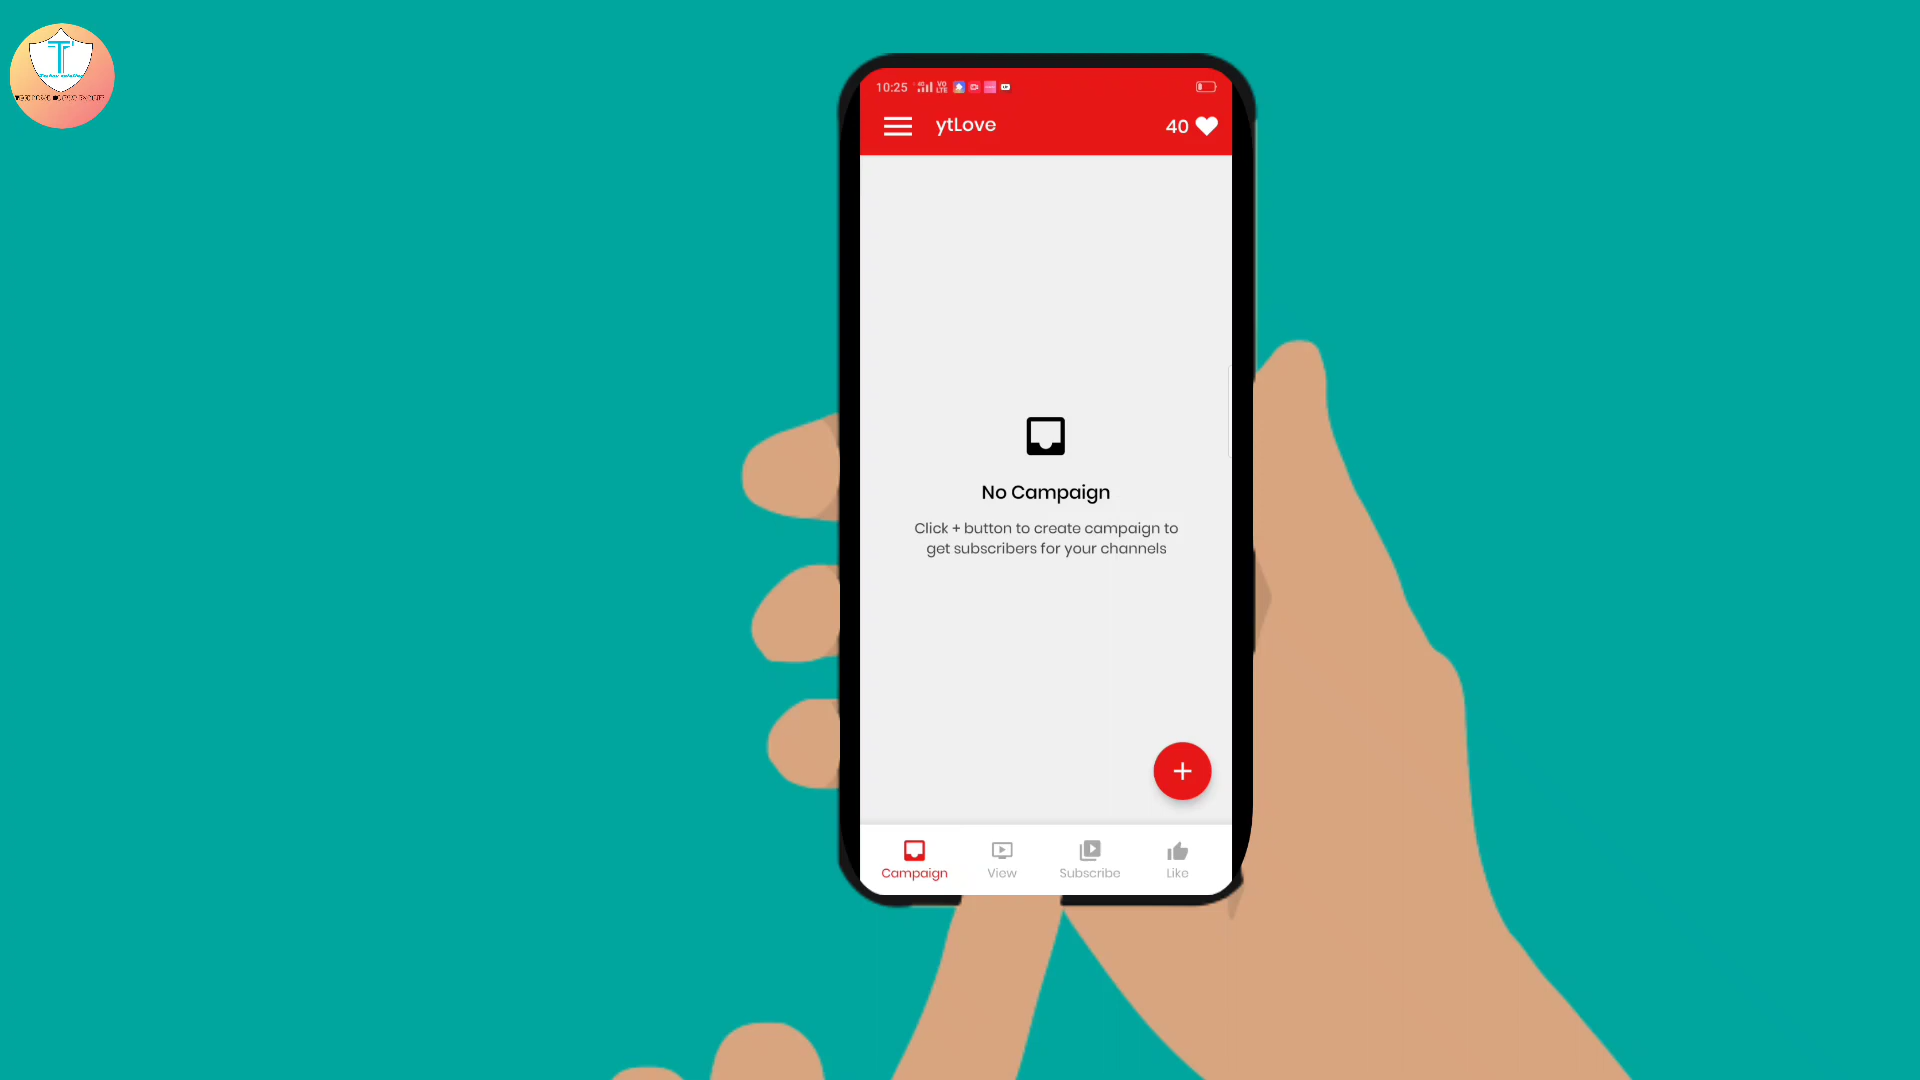 10:25
ytLove
40
No Campaign
Click + button to create campaign to
get subscribers for your channels
Campaign
View
Subscribe
Like